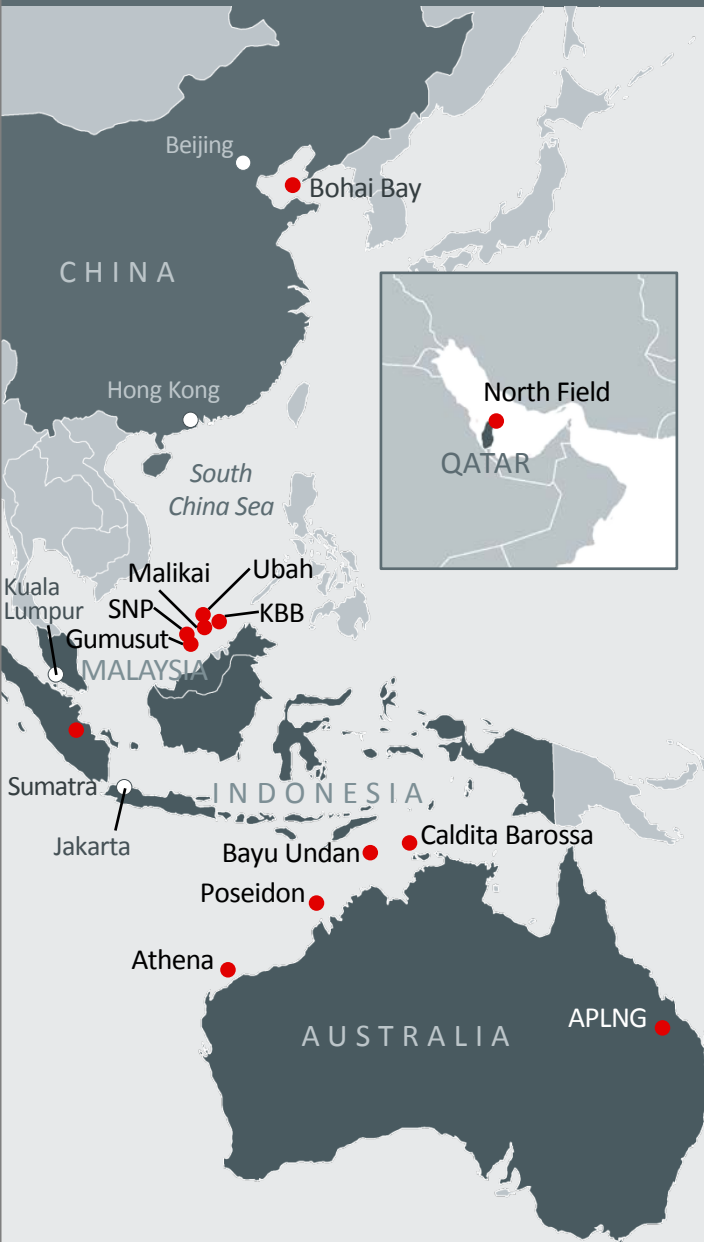 Beijing
Bohai Bay
CHINA
North Field
QATAR
Hong Kong
South
China Sea
Malikai
Ubah
Kuala
Lumpur
SNP
KBB
Gumusut
MALAYSIA
Sumatra
INDONESIA
Jakarta
Caldita Barossa
Bayu Undan
Poseidon
Athena
APLNG
AUSTRALIA